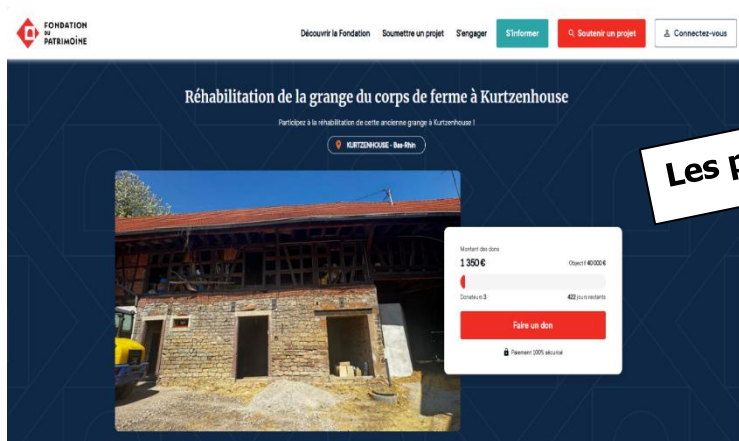 FONDATION
DU
PATRIMOINE
Découvrir la Fondation Soumettre un projet S'engager S'informer Soutenir un projet Connectez-vous
Réhabilitation de la grange du corps de ferme à Kurtzenhouse
Participez à la réhabilitation de cette ancienne grange à Kurtzenhouse !
KURTZENHOUSE - Bas-Rhin
Les p
Montant des dons
1 350 € Objectif 40 000 €
Donateurs 3 422 jours restants
Faire un don
Paiement 100% sécurisé